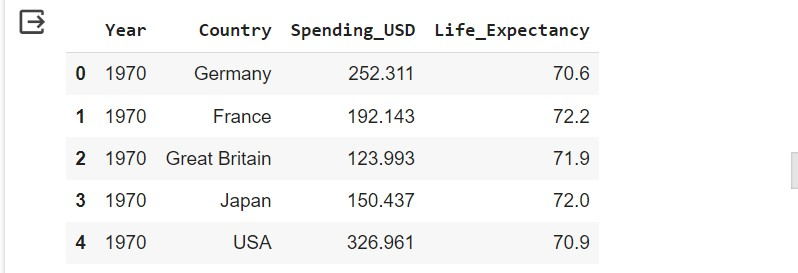 Year Country Spending_USD Life_Expectancy
0 1970 Germany 252.311 70.6
1 1970 France 192.143 72.2
2 1970 Great Britain 123.993 71.9
3 1970 Japan 150.437 72.0
4 1970 USA 326.961 70.9